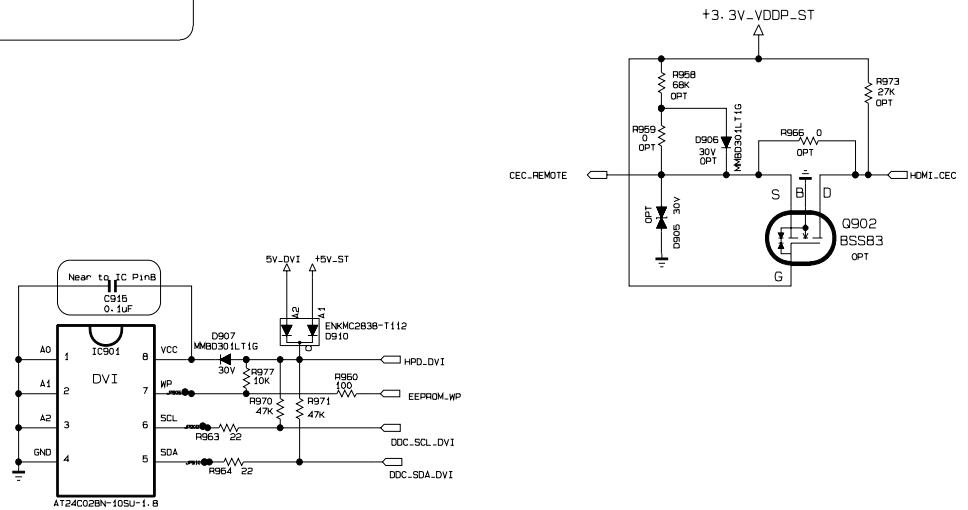 +3.3V_VDDP_ST
R958
68K
OPT
R973
27K
OPT
R959
0
OPT
D906
30V
OPT
MMBD301LT1G
R966 0
OPT
CEC_REMOTE
HDMI_CEC
OPT
30V
D905
S
B
D
G
Q902
BSS83
OPT
Near to IC Pin8
C915
0.1uF
5V_DVI
+5V_ST
A2
A1
C
ENKMC2838-T112
D910
IC901
DVI
A0
1
A1
2
A2
3
GND
4
8
VCC
7
WP
6
SCL
5
SDA
D907
MMBD301LT1G
30V
R977
10K
R970
47K
R971
47K
R960
100
R963 22
R964 22
HPD_DVI
EEPROM_WP
DDC_SCL_DVI
DDC_SDA_DVI
AT24C02BN-10SU-1.8